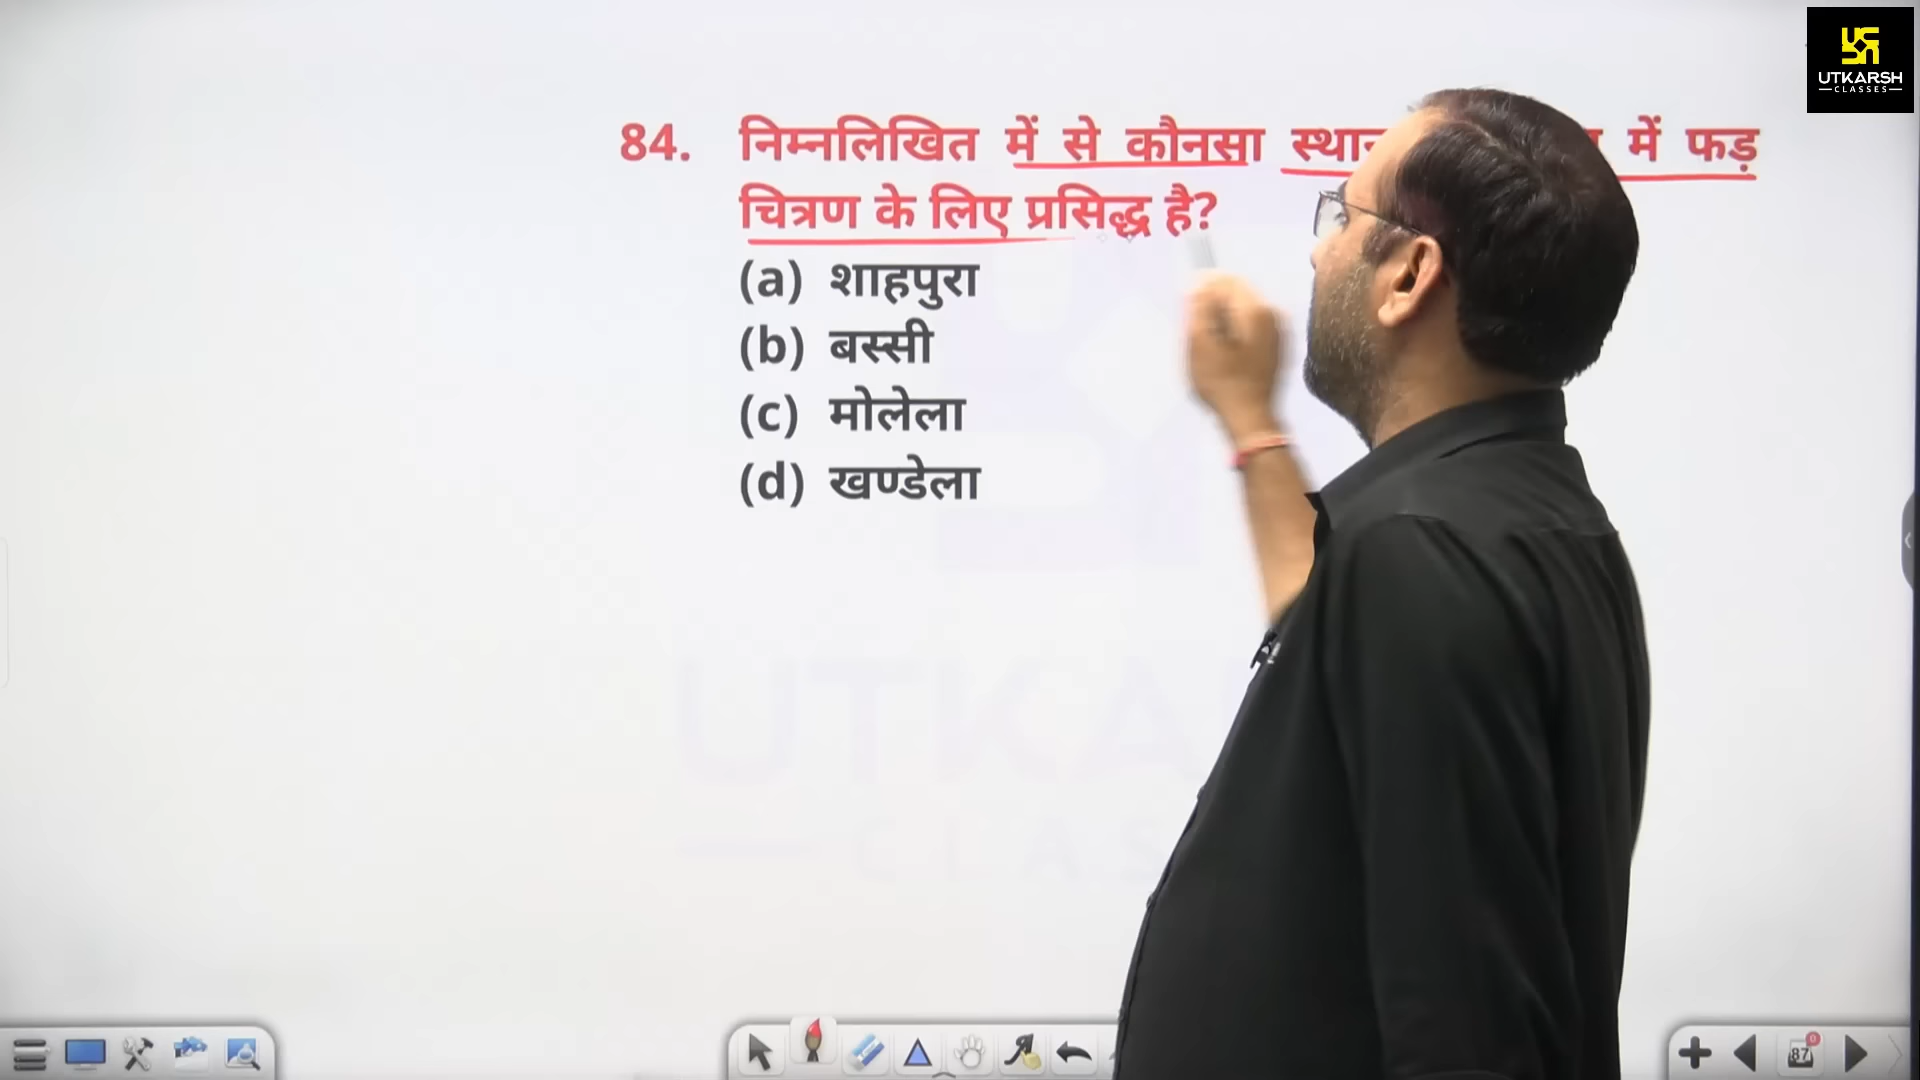 UTKARSH
CLASSES
84. निम्नलिखित में से कौनसा में फड़
चित्रण के लिए प्रसिद्ध है?
(a) शाहपुरा
(b) बस्सी
(c) मोलेला
(d) खण्डेला
87